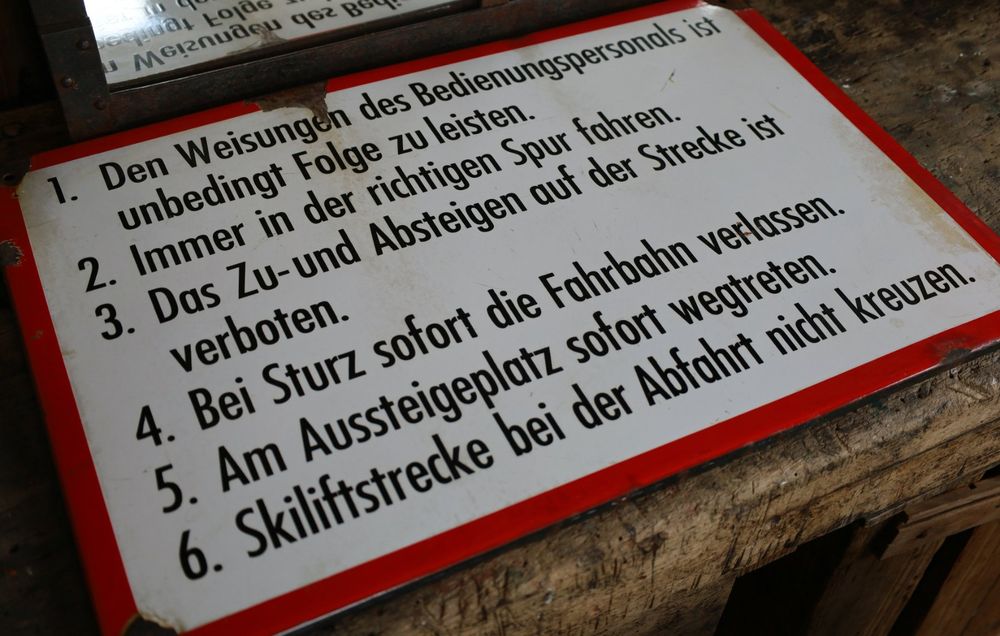 1. Den Weisungen des Bedienungspersonals ist
unbedingt Folge zu leisten.
2. Immer in der richtigen Spur fahren.
3. Das Zu- und Absteigen auf der Strecke ist
verboten.
4. Bei Sturz sofort die Fahrbahn verlassen.
5. Am Aussteigeplatz sofort wegtreten.
6. Skiliftstrecke bei der Abfahrt nicht kreuzen.